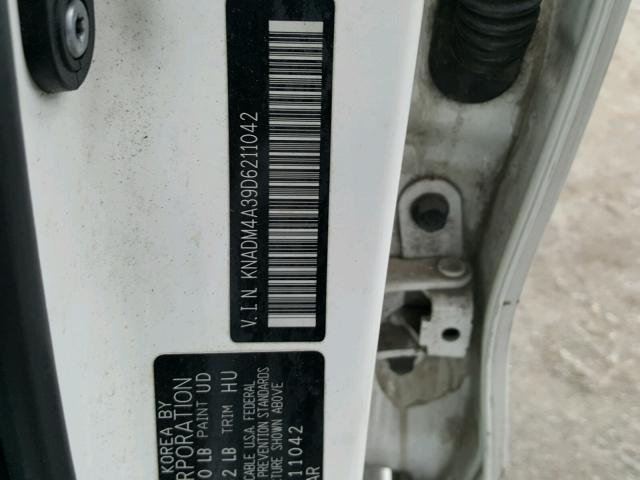 V.I.N. KNADM4A39D6211042
KOREA BY
RPORATION
0 LB PAINT UD
2 LB TRIM HU
CABLE U.S.A. FEDERAL
PREVENTION STANDARDS
TURE SHOWN ABOVE
11042
AR